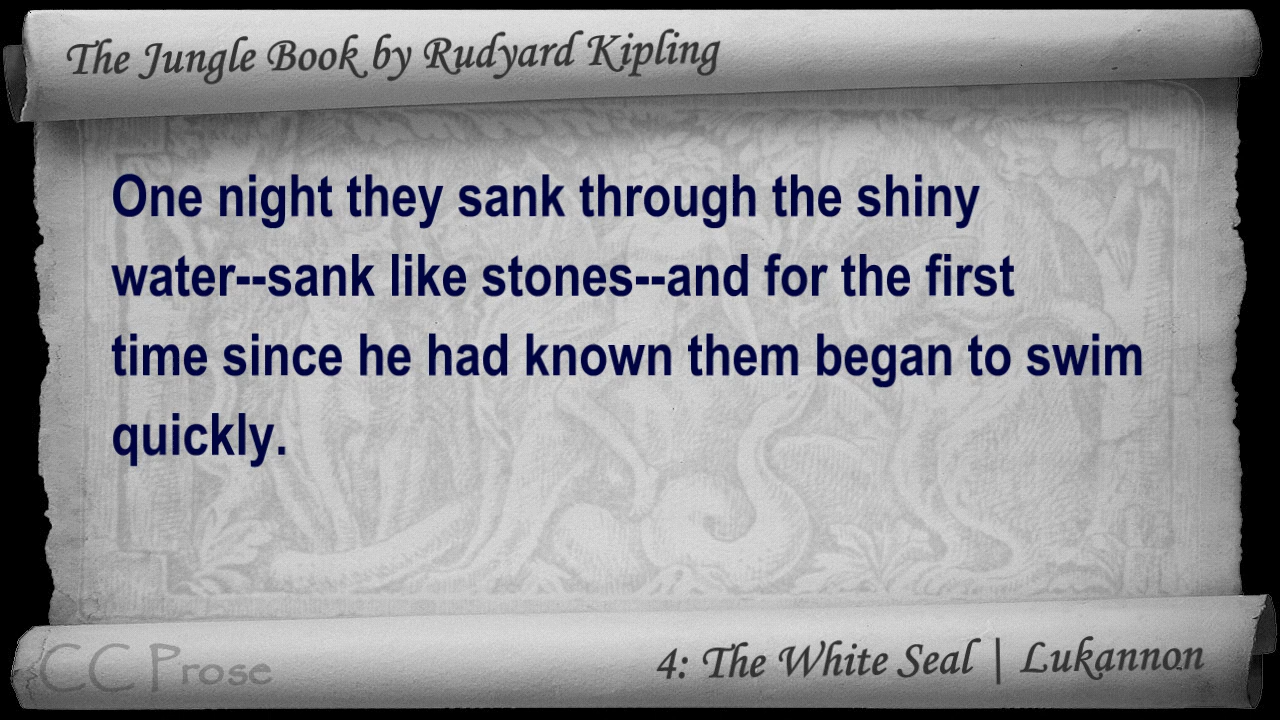 The Jungle Book by Rudyard Kipling
One night they sank through the shiny
water--sank like stones--and for the first
time since he had known them began to swim
quickly.
CC Prose
4: The White Seal | Lukannon